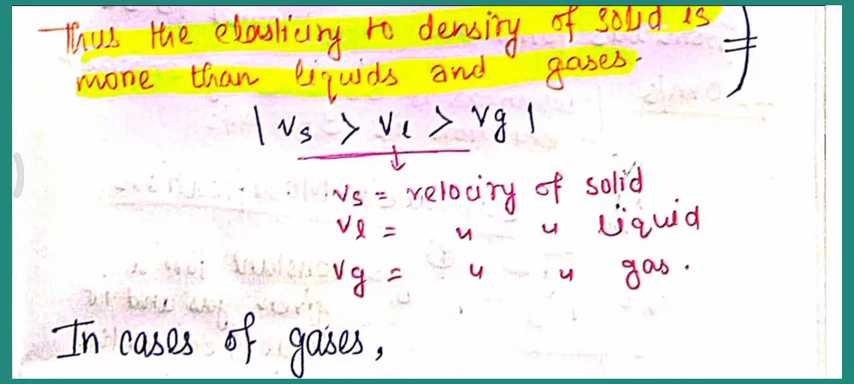 Thus the elasticity to density of solid is
more than liquids and gases.
| vs > vl > vg |
vs = velocity of solid
vl = " " liquid
vg = " " gas.
In cases of gases,